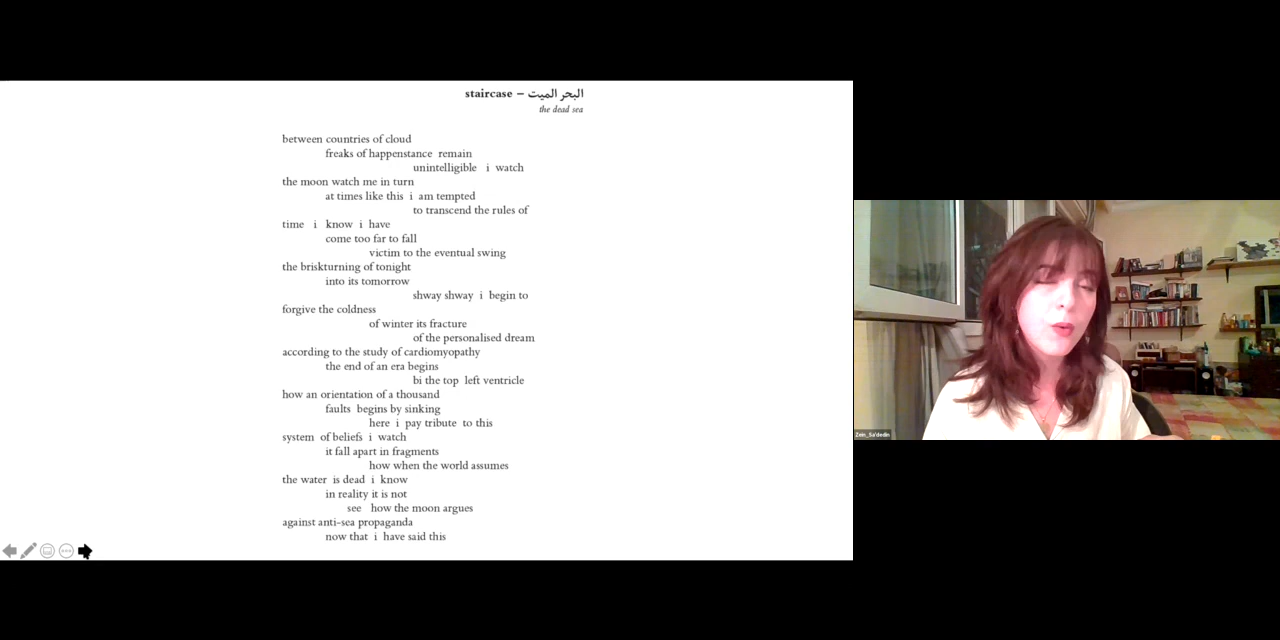 staircase – البحر الميت
the dead sea
between countries of cloud
freaks of happenstance remain
unintelligible i watch
the moon watch me in turn
at times like this i am tempted
to transcend the rules of
time i know i have
come too far to fall
victim to the eventual swing
the briskturning of tonight
into its tomorrow
shway shway i begin to
forgive the coldness
of winter its fracture
of the personalised dream
according to the study of cardiomyopathy
the end of an era begins
bi the top left ventricle
how an orientation of a thousand
faults begins by sinking
here i pay tribute to this
system of beliefs i watch
it fall apart in fragments
how when the world assumes
the water is dead i know
in reality it is not
see how the moon argues
against anti-sea propaganda
now that i have said this
Zein_Sa'dedin